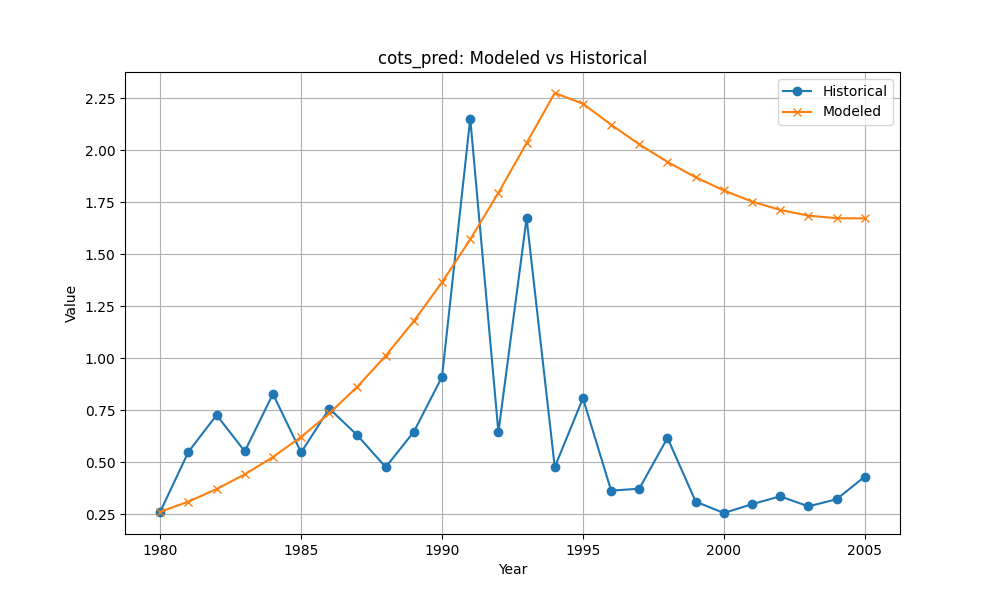 cots_pred: Modeled vs Historical
Historical
Modeled
Value
2.25
2.00
1.75
1.50
1.25
1.00
0.75
0.50
0.25
1980 1985 1990 1995 2000 2005
Year